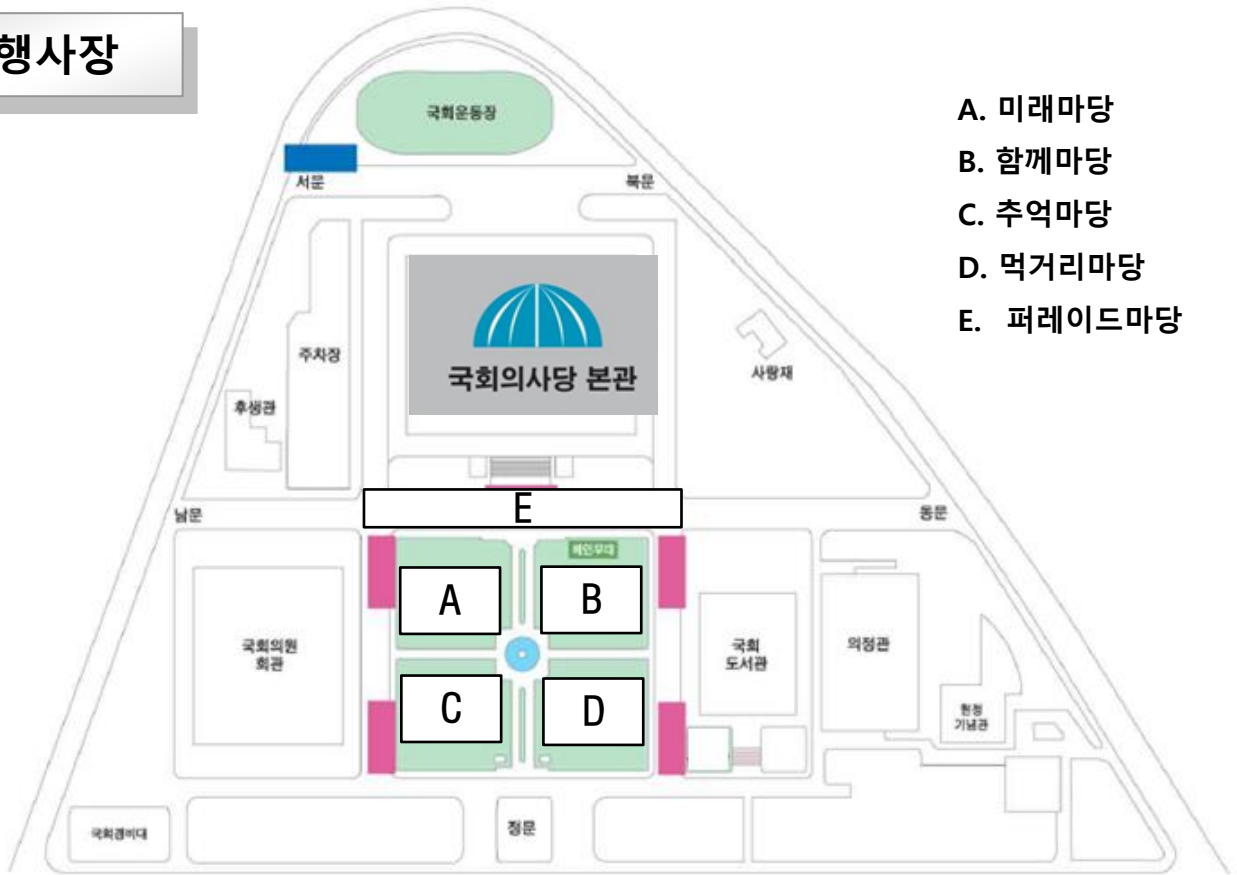 행사장
국회운동장
서문
북문
A. 미래마당
B. 함께마당
C. 추억마당
D. 먹거리마당
E. 퍼레이드마당
주차장
후생관
국회의사당 본관
사랑재
남문
E
동문
메인무대
A
B
C
D
국회의원
회관
국회
도서관
의정관
헌정
기념관
국회경비대
정문